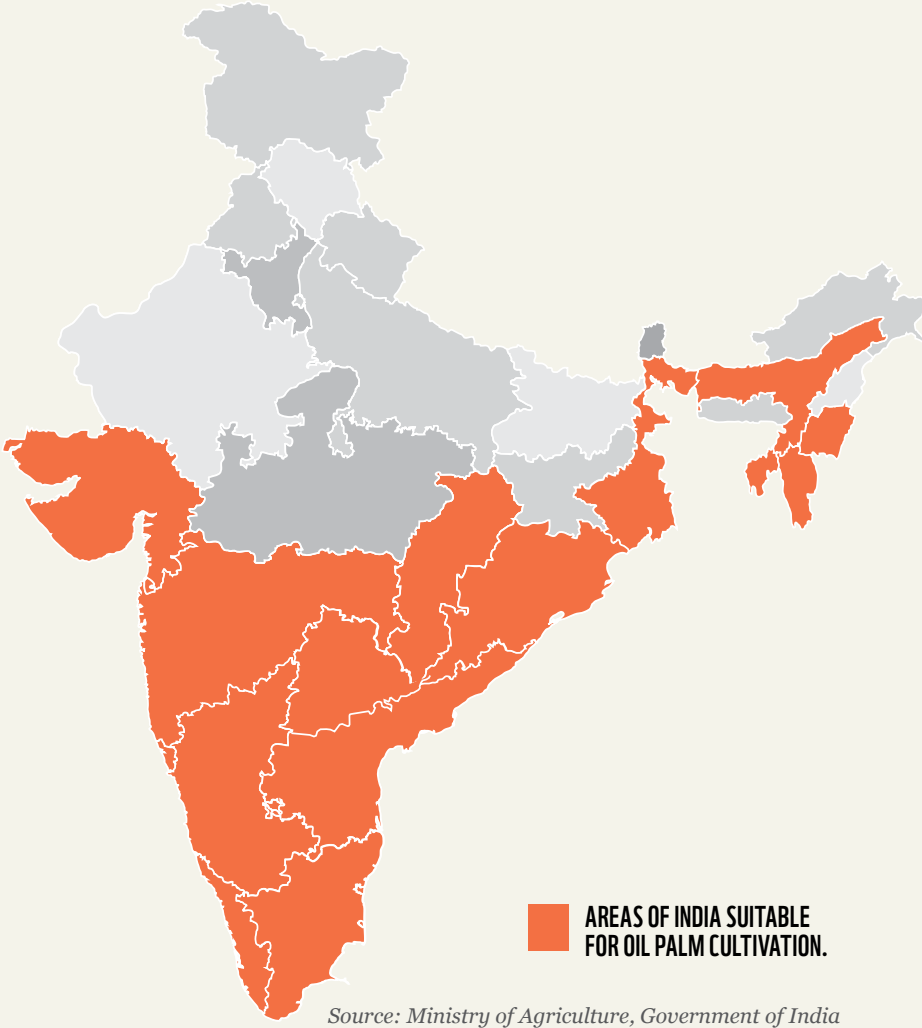 AREAS OF INDIA SUITABLE
FOR OIL PALM CULTIVATION.
Source: Ministry of Agriculture, Government of India